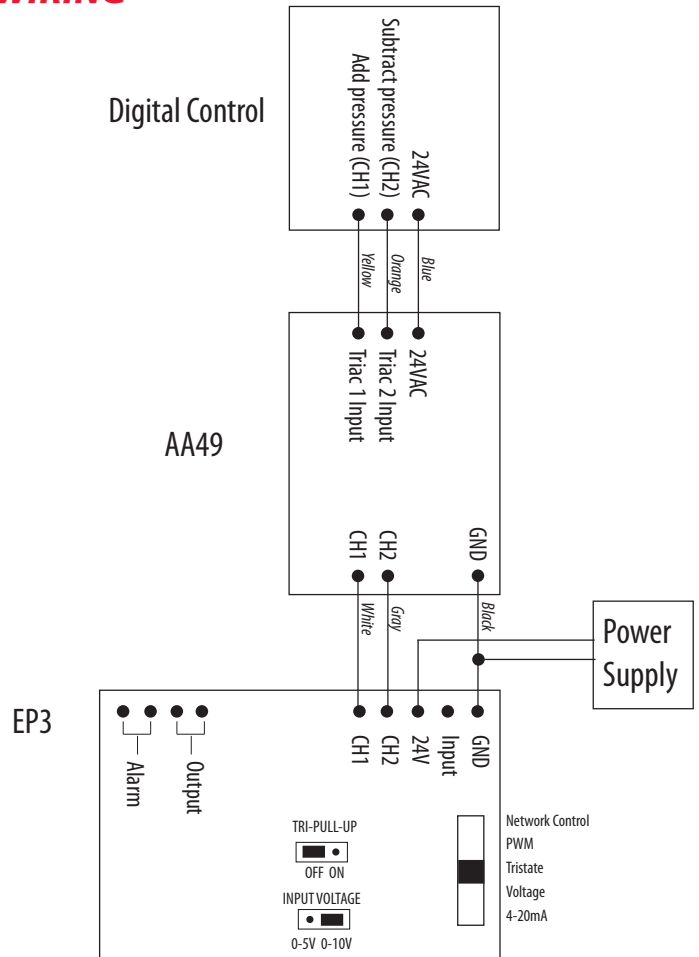 WIRING
Digital Control
Subtract pressure (CH2)
Add pressure (CH1)
24VAC
Yellow
Orange
Blue
AA49
Triac 1 Input
Triac 2 Input
24VAC
CH1
CH2
GND
White
Gray
Black
Power
Supply
EP3
Alarm
Output
CH1
CH2
24V
Input
GND
TRI-PULL-UP
OFF ON
INPUT VOLTAGE
0-5V 0-10V
Network Control
PWM
Tristate
Voltage
4-20mA